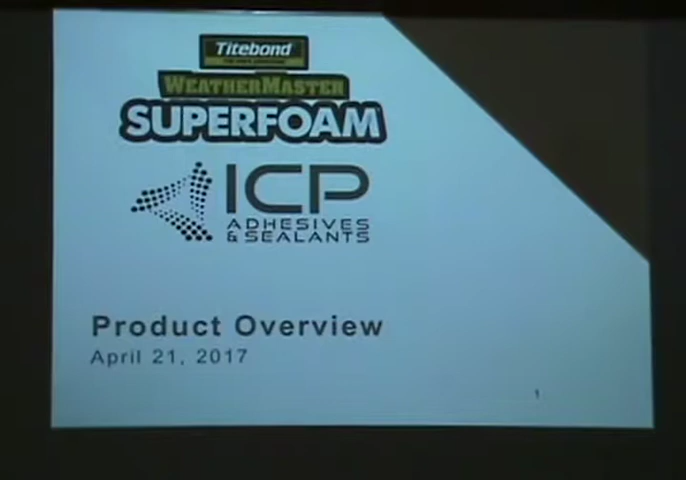 Titebond
WEATHERMASTER
SUPERFOAM
ICP
ADHESIVES
& SEALANTS
Product Overview
April 21, 2017
1